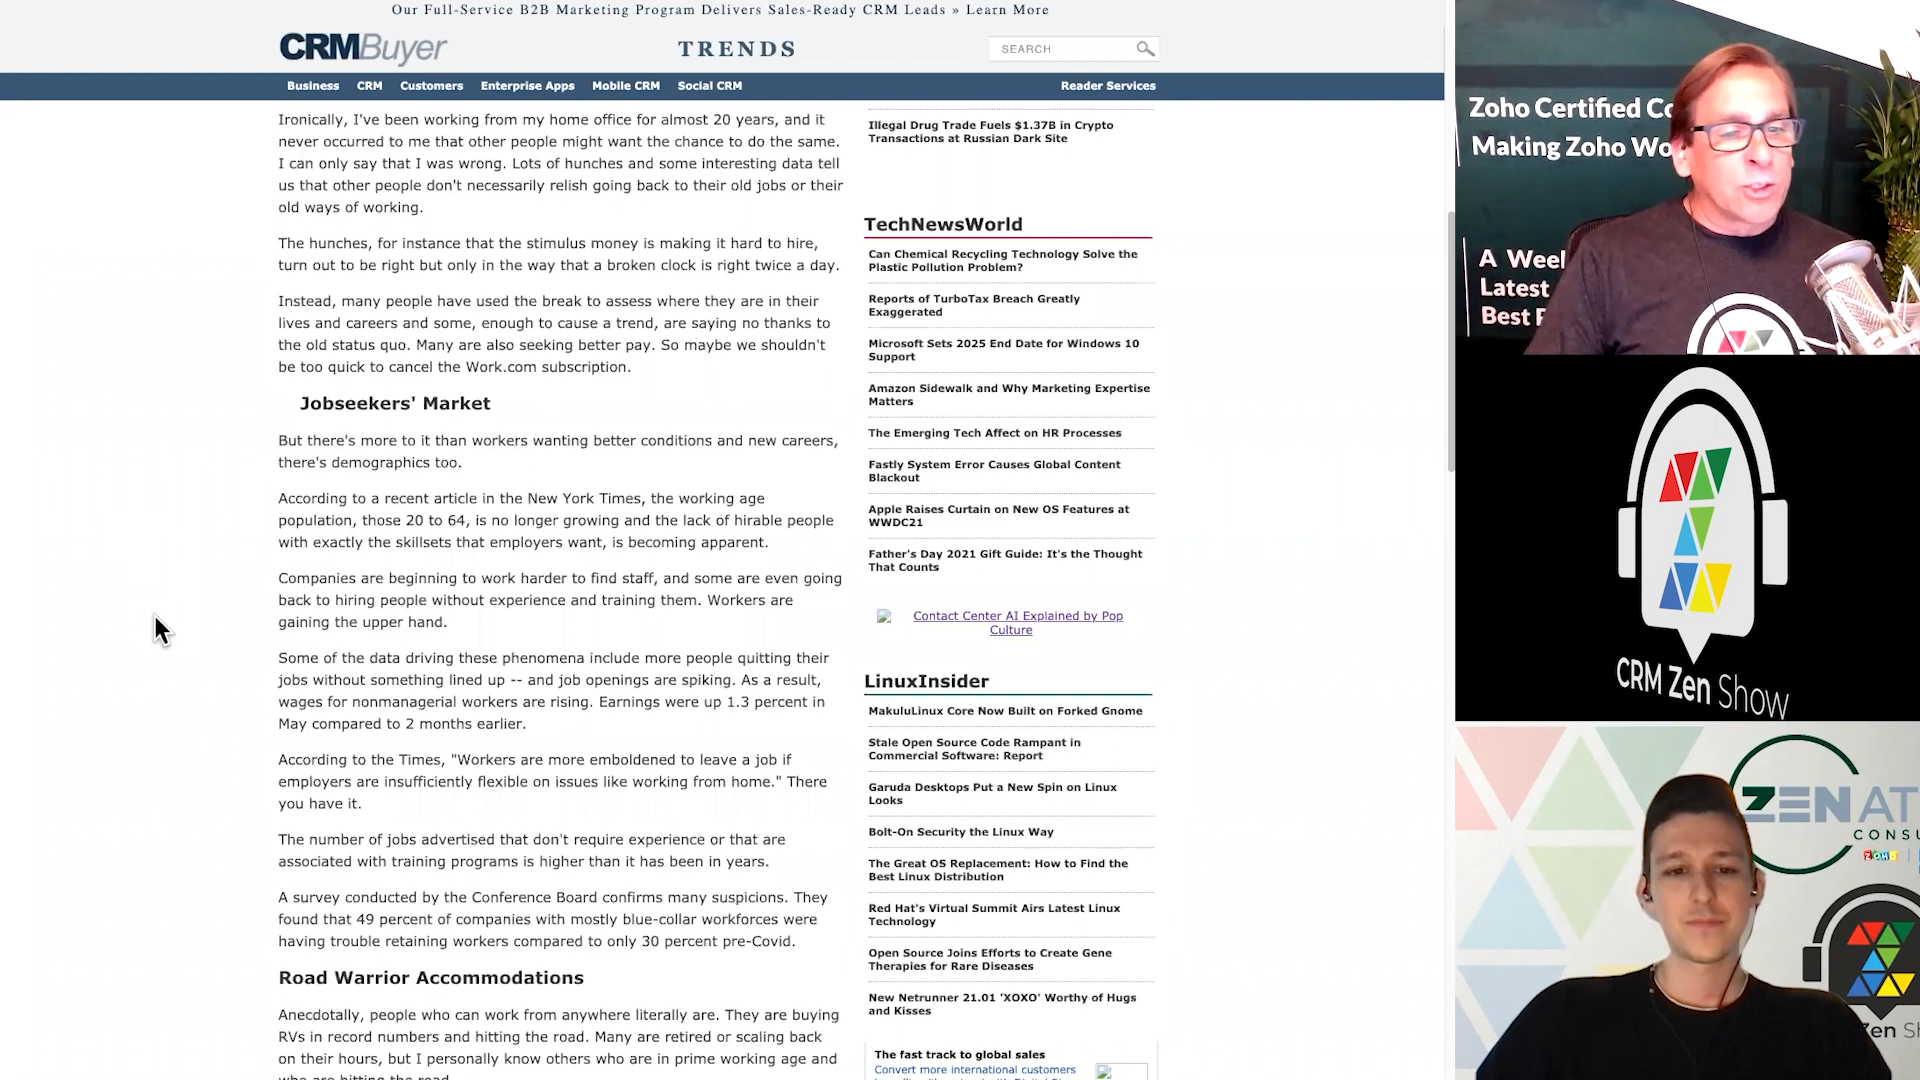 Our Full-Service B2B Marketing Program Delivers Sales-Ready CRM Leads » Learn More
CRMBuyer
TRENDS
SEARCH
Business CRM Customers Enterprise Apps Mobile CRM Social CRM Reader Services
Ironically, I've been working from my home office for almost 20 years, and it
never occurred to me that other people might want the chance to do the same.
I can only say that I was wrong. Lots of hunches and some interesting data tell
us that other people don't necessarily relish going back to their old jobs or their
old ways of working.
The hunches, for instance that the stimulus money is making it hard to hire,
turn out to be right but only in the way that a broken clock is right twice a day.
Instead, many people have used the break to assess where they are in their
lives and careers and some, enough to cause a trend, are saying no thanks to
the old status quo. Many are also seeking better pay. So maybe we shouldn't
be too quick to cancel the Work.com subscription.
Jobseekers' Market
But there's more to it than workers wanting better conditions and new careers,
there's demographics too.
According to a recent article in the New York Times, the working age
population, those 20 to 64, is no longer growing and the lack of hirable people
with exactly the skillsets that employers want, is becoming apparent.
Companies are beginning to work harder to find staff, and some are even going
back to hiring people without experience and training them. Workers are
gaining the upper hand.
Some of the data driving these phenomena include more people quitting their
jobs without something lined up -- and job openings are spiking. As a result,
wages for nonmanagerial workers are rising. Earnings were up 1.3 percent in
May compared to 2 months earlier.
According to the Times, "Workers are more emboldened to leave a job if
employers are insufficiently flexible on issues like working from home." There
you have it.
The number of jobs advertised that don't require experience or that are
associated with training programs is higher than it has been in years.
A survey conducted by the Conference Board confirms many suspicions. They
found that 49 percent of companies with mostly blue-collar workforces were
having trouble retaining workers compared to only 30 percent pre-Covid.
Road Warrior Accommodations
Anecdotally, people who can work from anywhere literally are. They are buying
RVs in record numbers and hitting the road. Many are retired or scaling back
on their hours, but I personally know others who are in prime working age and
who are hitting the road.
Illegal Drug Trade Fuels $1.37B in Crypto
Transactions at Russian Dark Site
TechNewsWorld
Can Chemical Recycling Technology Solve the
Plastic Pollution Problem?
Reports of TurboTax Breach Greatly
Exaggerated
Microsoft Sets 2025 End Date for Windows 10
Support
Amazon Sidewalk and Why Marketing Expertise
Matters
The Emerging Tech Affect on HR Processes
Fastly System Error Causes Global Content
Blackout
Apple Raises Curtain on New OS Features at
WWDC21
Father's Day 2021 Gift Guide: It's the Thought
That Counts
Contact Center AI Explained by Pop
Culture
LinuxInsider
MakuluLinux Core Now Built on Forked Gnome
Stale Open Source Code Rampant in
Commercial Software: Report
Garuda Desktops Put a New Spin on Linux
Looks
Bolt-On Security the Linux Way
The Great OS Replacement: How to Find the
Best Linux Distribution
Red Hat's Virtual Summit Airs Latest Linux
Technology
Open Source Joins Efforts to Create Gene
Therapies for Rare Diseases
New Netrunner 21.01 'XOXO' Worthy of Hugs
and Kisses
The fast track to global sales
Convert more international customers
Zoho Certified Co
Making Zoho Wo
A Weel
Latest
Best
CRM Zen Show
ZENAT
CONSU
ZOHO
Zen Sh